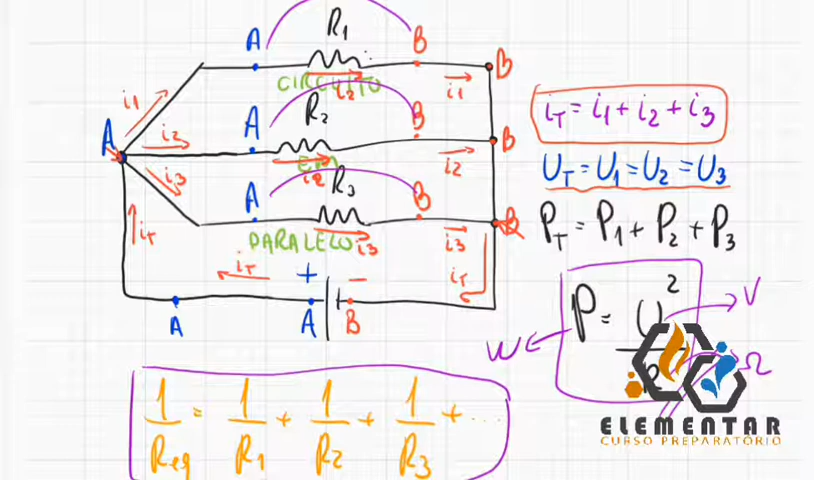 A R₁ B B
i₁ CIRCUITO i₁
A R₂ B B
i₂ EM i₂
A
i₂
i₃ A R₃ B B
PARALELO i₃ i₃
iT iT + - iT
A A B
iT = i₁ + i₂ + i₃
UT = U₁ = U₂ = U₃
PT = P₁ + P₂ + P₃
P = U²/R
W V Ω
1/Req = 1/R₁ + 1/R₂ + 1/R₃ + ...
ELEMENTAR
CURSO PREPARATÓRIO